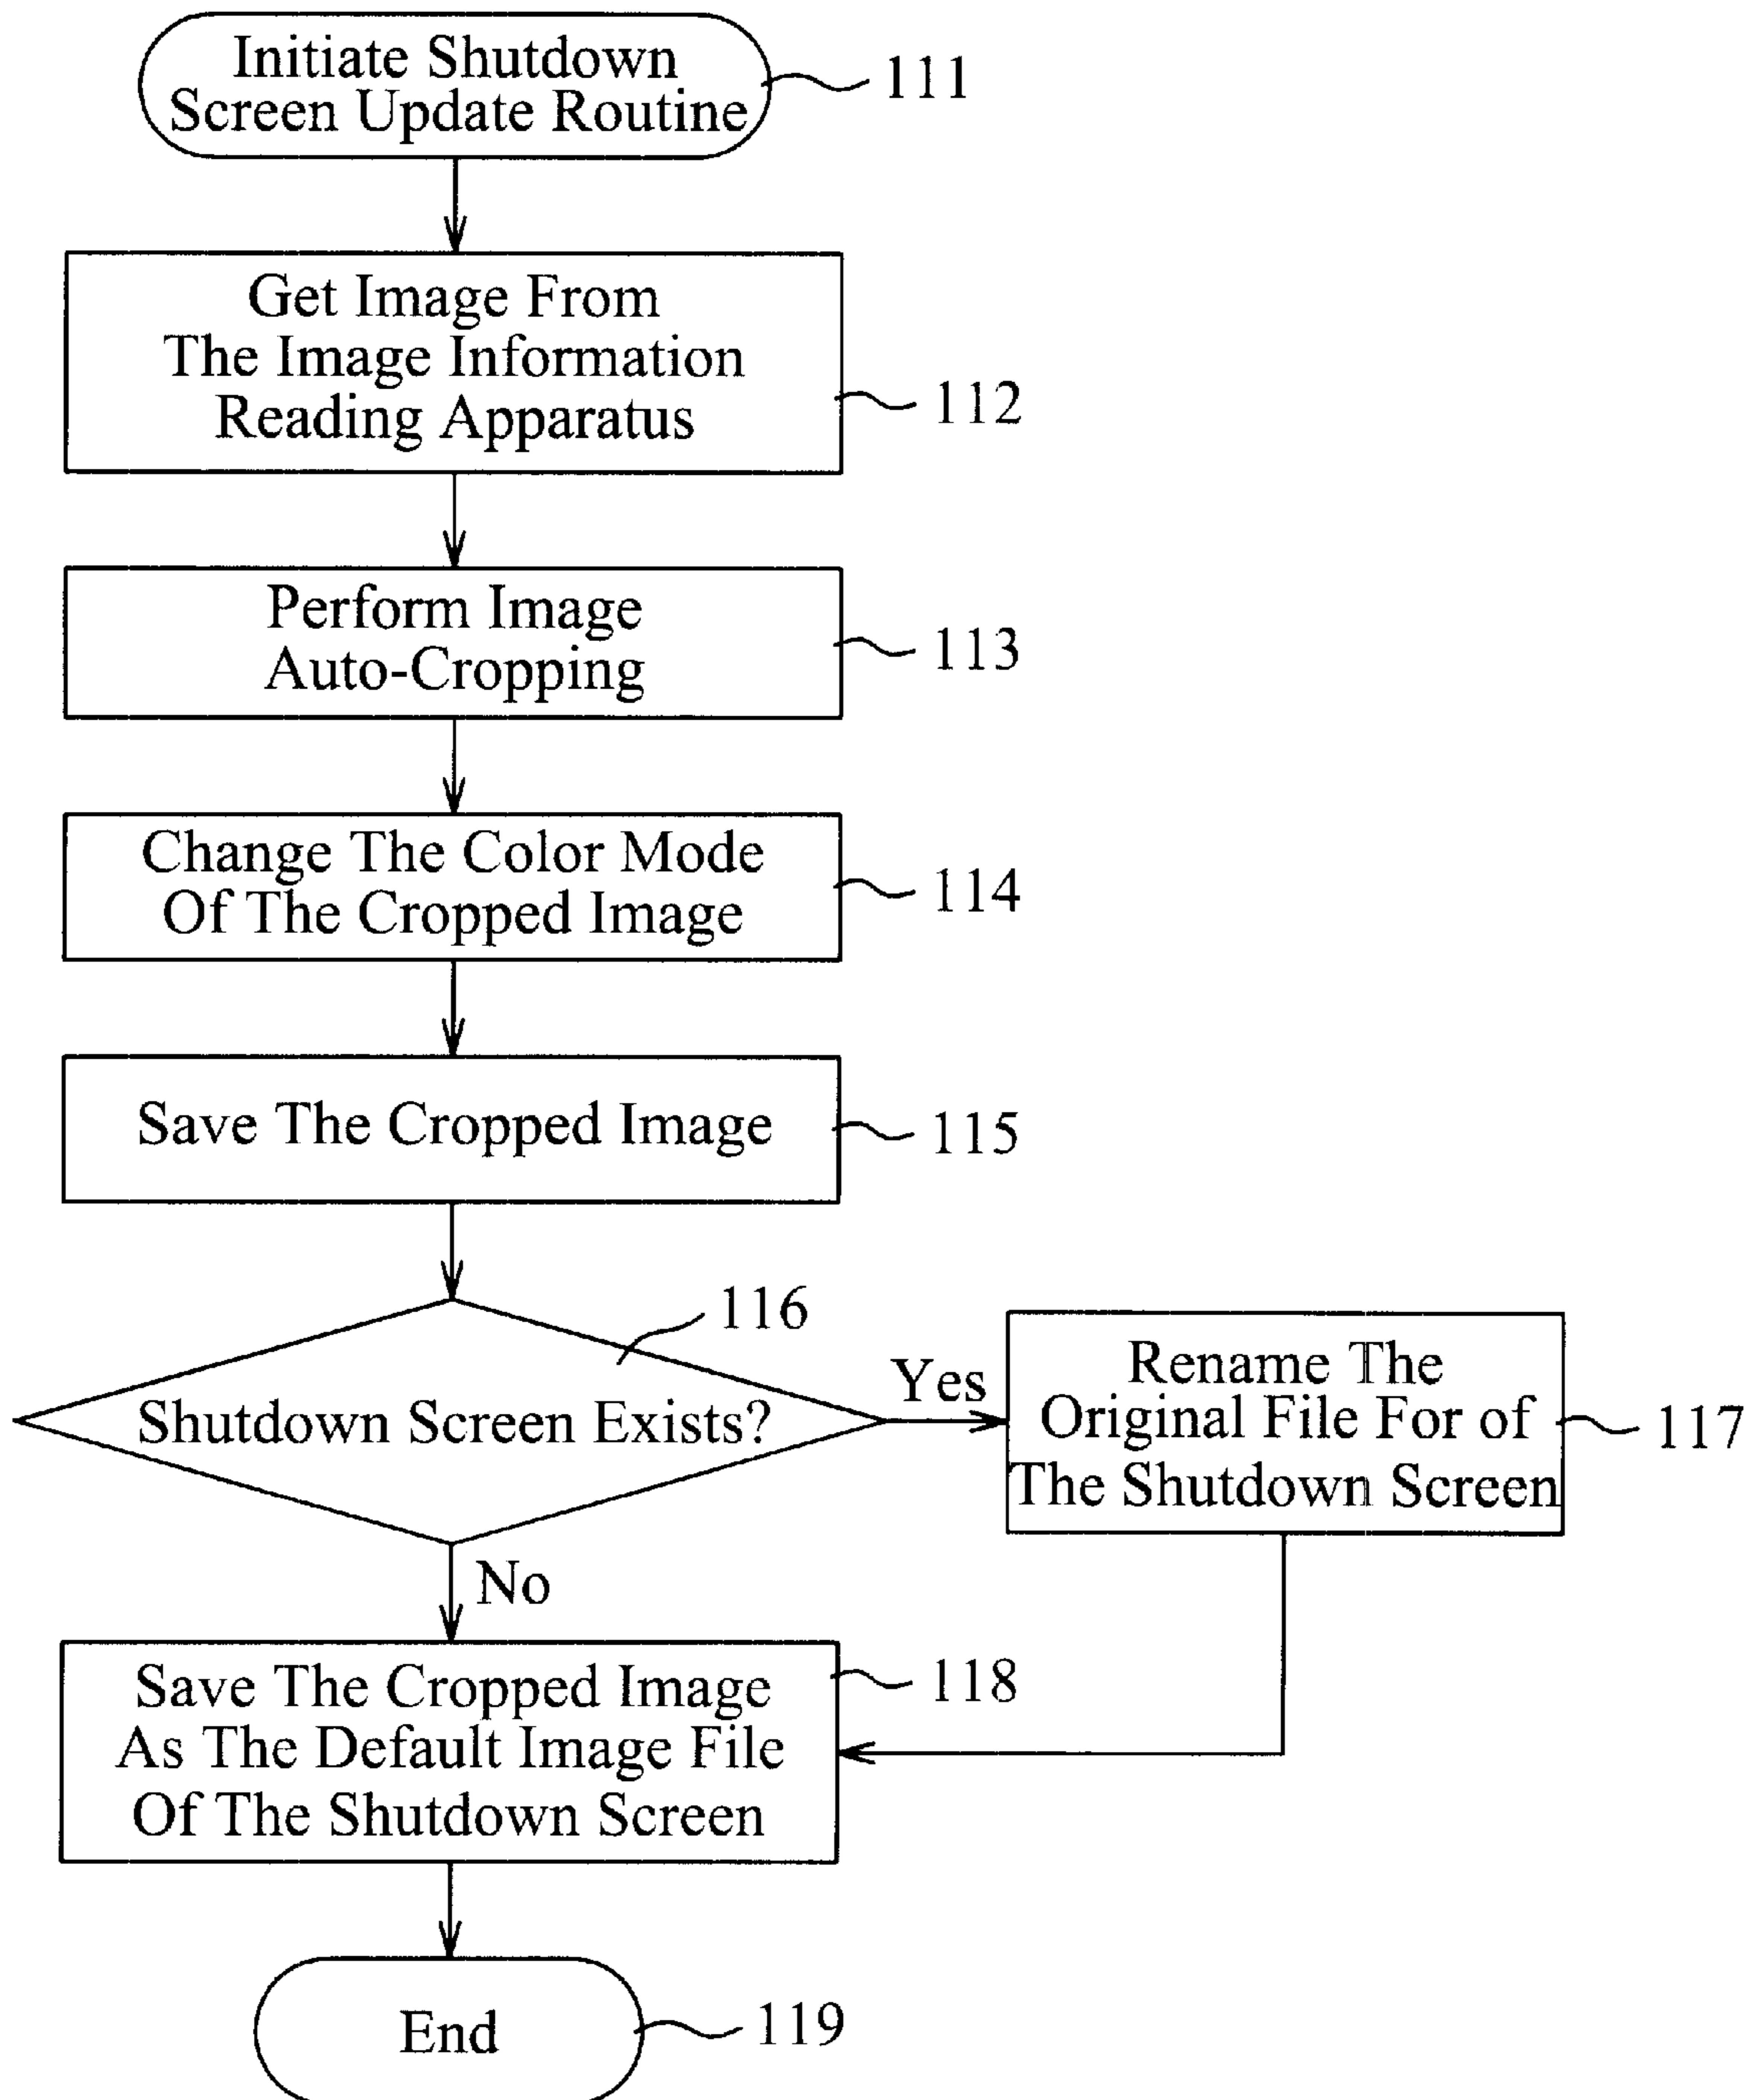 Initiate Shutdown
Screen Update Routine
111
Get Image From
The Image Information
Reading Apparatus
112
Perform Image
Auto-Cropping
113
Change The Color Mode
Of The Cropped Image
114
Save The Cropped Image
115
116
Shutdown Screen Exists?
Yes
Rename The
Original File For of
The Shutdown Screen
117
No
Save The Cropped Image
As The Default Image File
Of The Shutdown Screen
118
End
119